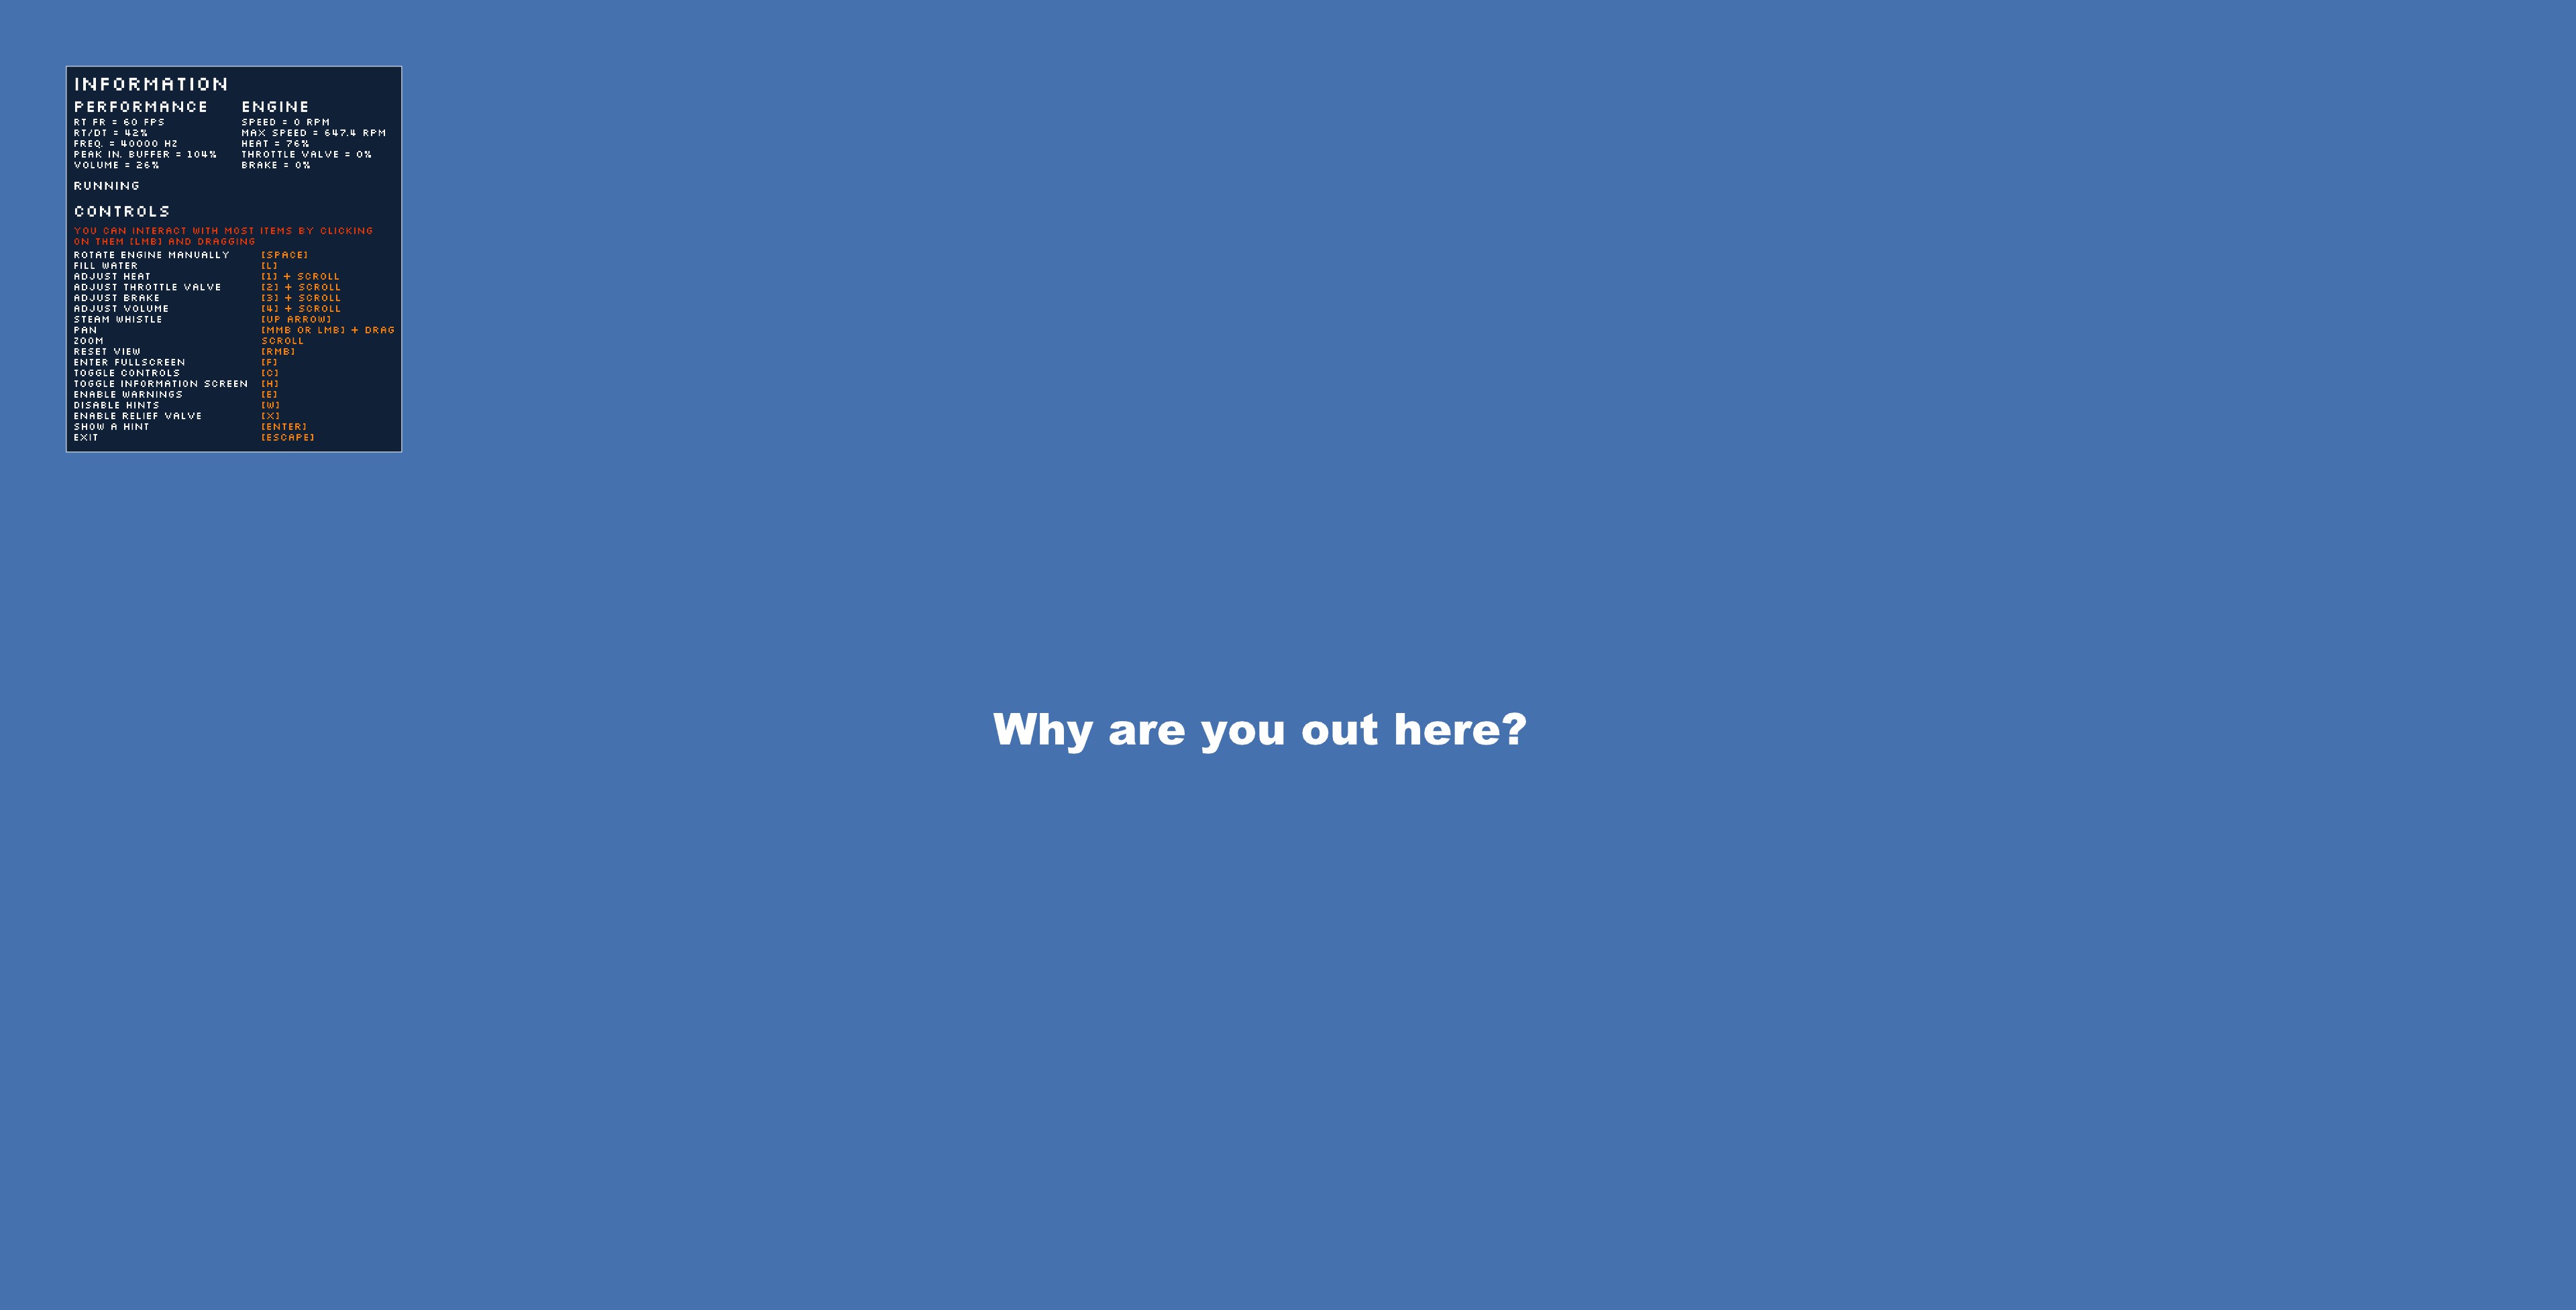 INFORMATION
PERFORMANCE ENGINE
RT FR = 60 FPS SPEED = 0 RPM
RT/DT = 42% MAX SPEED = 647.4 RPM
FREQ. = 40000 HZ HEAT = 76%
PEAK IN. BUFFER = 104% THROTTLE VALVE = 0%
VOLUME = 26% BRAKE = 0%
RUNNING
CONTROLS
YOU CAN INTERACT WITH MOST ITEMS BY CLICKING
ON THEM [LMB] AND DRAGGING
ROTATE ENGINE MANUALLY [SPACE]
FILL WATER [L]
ADJUST HEAT [1] + SCROLL
ADJUST THROTTLE VALVE [2] + SCROLL
ADJUST BRAKE [3] + SCROLL
ADJUST VOLUME [4] + SCROLL
STEAM WHISTLE [UP ARROW]
PAN [MMB OR LMB] + DRAG
ZOOM SCROLL
RESET VIEW [RMB]
ENTER FULLSCREEN [F]
TOGGLE CONTROLS [C]
TOGGLE INFORMATION SCREEN [H]
ENABLE WARNINGS [E]
DISABLE HINTS [W]
ENABLE RELIEF VALVE [X]
SHOW A HINT [ENTER]
EXIT [ESCAPE]
Why are you out here?